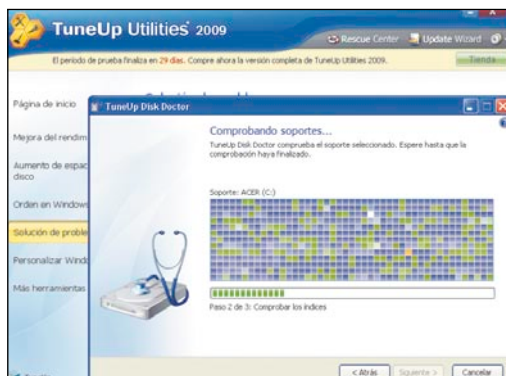 TuneUp Utilities 2009
Rescue Center Update Wizard
El periodo de prueba finaliza en 29 días. Compre ahora la versión completa de TuneUp Utilities 2009. Tienda
Página de inicio
TuneUp Disk Doctor
Mejora del rendim
Aumento de espac
disco
Orden en Windows
Solución de proble
Personalizar Windo
Más herramientas
Comprobando soportes...
TuneUp Disk Doctor comprueba el soporte seleccionado. Espere hasta que la
comprobación haya finalizado.
Soporte: ACER (C:)
Paso 2 de 3: Comprobar los índices
< Atrás Siguiente > Cancelar